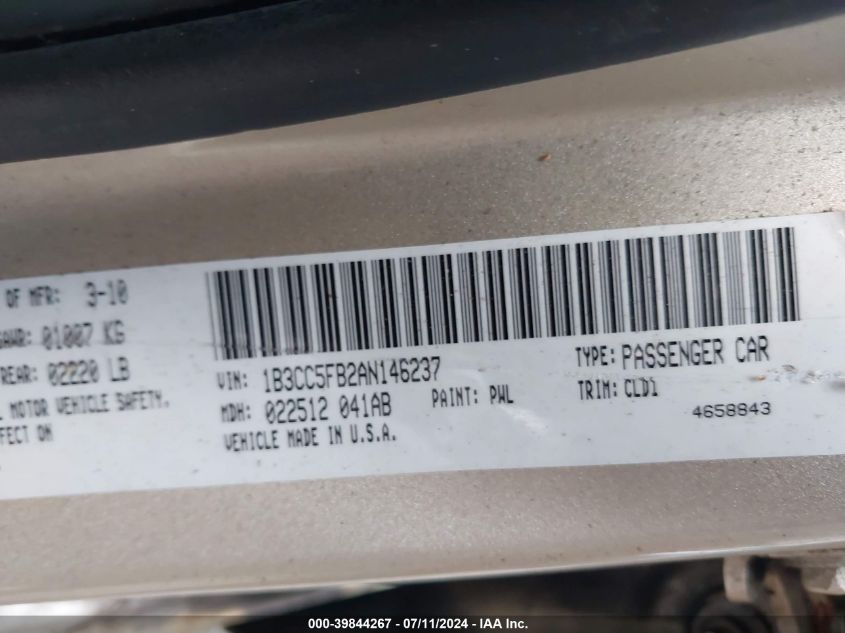 OF MFR: 3-10
GAWR: 01007 KG
REAR: 02220 LB
MOTOR VEHICLE SAFETY.
FECT ON
VIN: 1B3CC5FB2AN146237
TYPE: PASSENGER CAR
MDH: 022512 041AB
PAINT: PWL
TRIM: CLD1
VEHICLE MADE IN U.S.A.
4658843
000-39844267 - 07/11/2024 - IAA Inc.